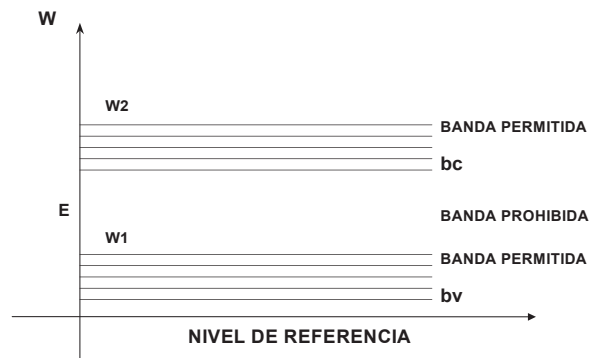 W
W2
BANDA PERMITIDA
bc
E
BANDA PROHIBIDA
W1
BANDA PERMITIDA
bv
NIVEL DE REFERENCIA